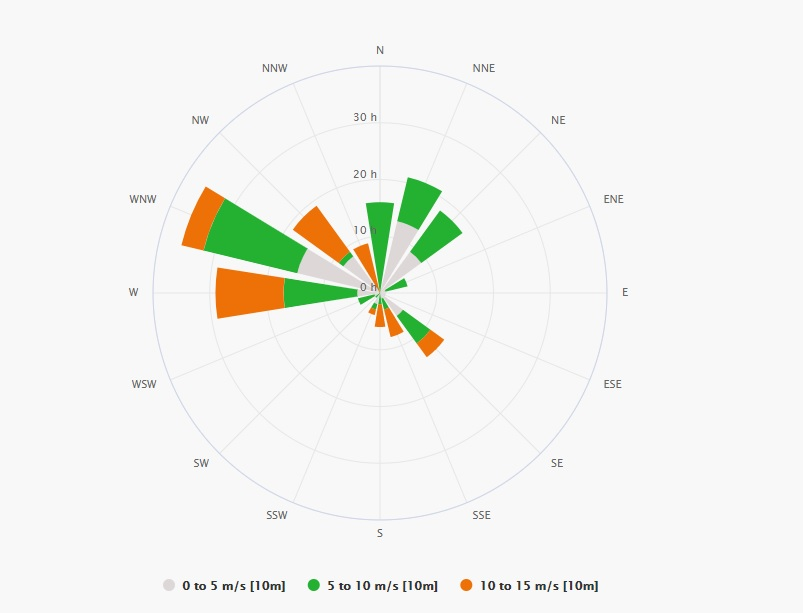 N
NNW
NNE
NW
NE
30 h
20 h
WNW
ENE
10 h
0 h
W
E
WSW
ESE
SW
SE
SSW
SSE
S
0 to 5 m/s [10m]
5 to 10 m/s [10m]
10 to 15 m/s [10m]